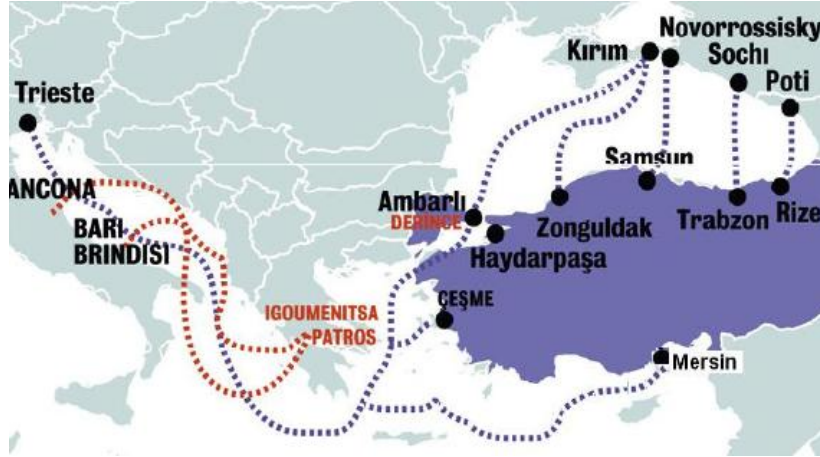 Novorrossisky
Kırım
Sochı
Poti
Trieste
Samsun
ANCONA
Ambarlı
DERİNCE
BARI
BRINDISI
Zonguldak
Trabzon
Rize
Haydarpaşa
ÇEŞME
IGOUMENITSA
PATROS
Mersin